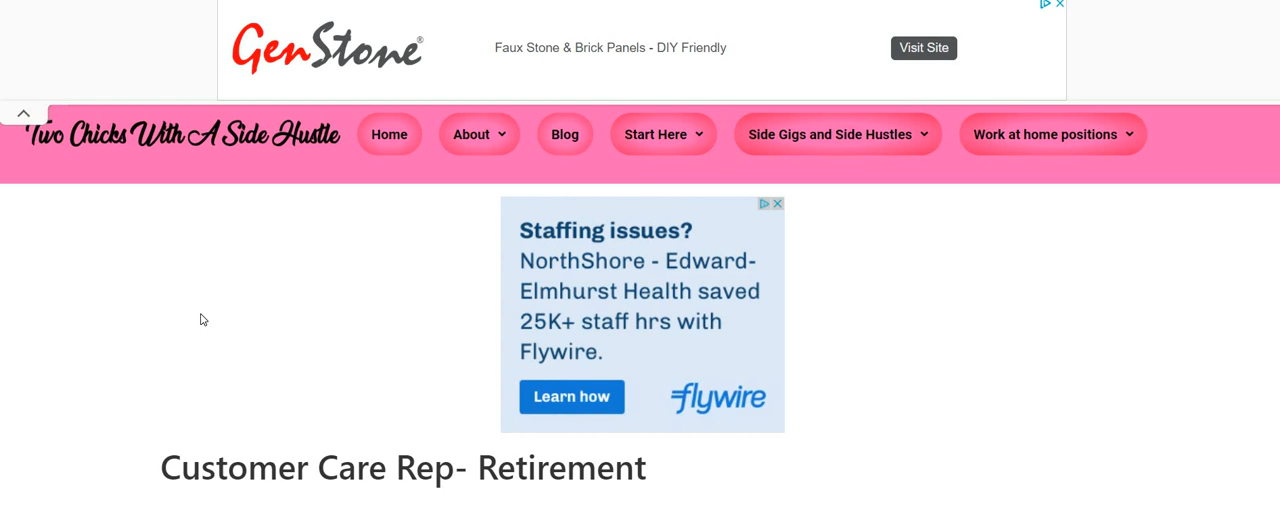 GenStone®
Faux Stone & Brick Panels - DIY Friendly
Visit Site
Two Chicks With A Side Hustle
Home
About
Blog
Start Here
Side Gigs and Side Hustles
Work at home positions
Staffing issues?
NorthShore - Edward-
Elmhurst Health saved
25K+ staff hrs with
Flywire.
Learn how
flywire
Customer Care Rep- Retirement